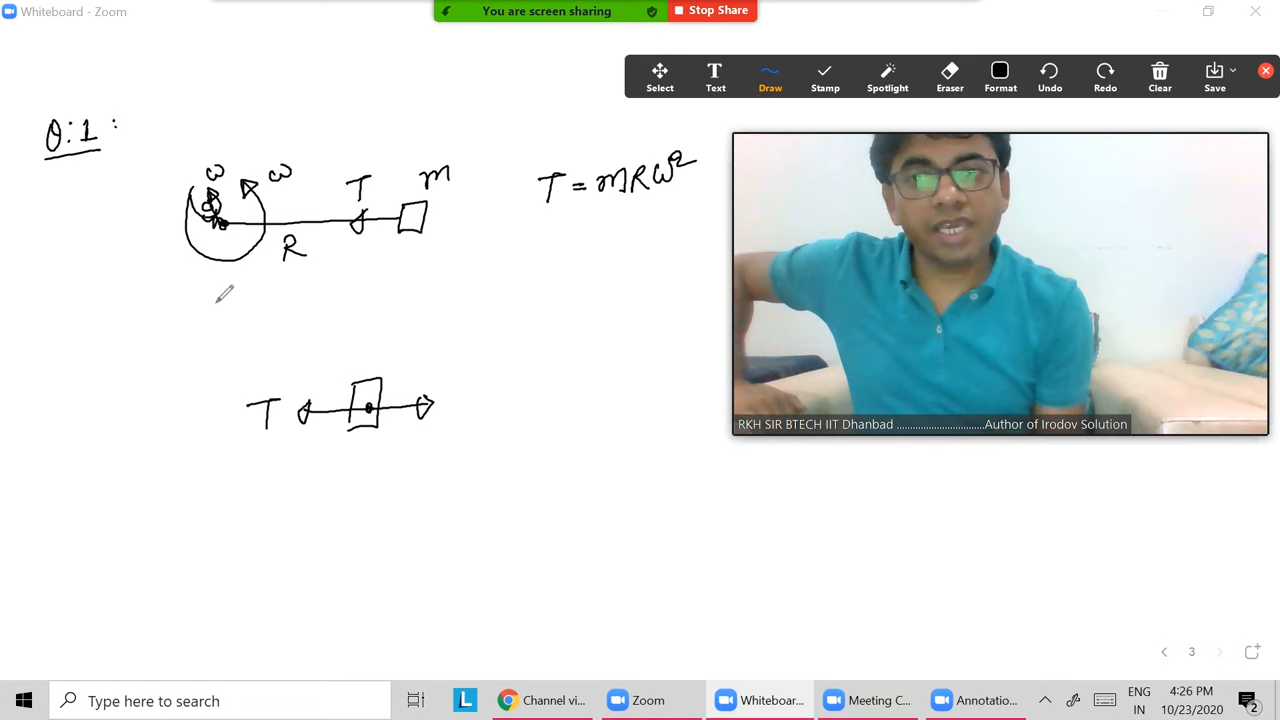 Whiteboard - Zoom
You are screen sharing
Stop Share
Select
Text
Draw
Stamp
Spotlight
Eraser
Format
Undo
Redo
Clear
Save
Q:1:
ω
ω
T
m
R
T = mRω²
T
RKH SIR BTECH IIT Dhanbad ................................Author of Irodov Solution
3
Type here to search
L
Channel vi...
Zoom
Whiteboar...
Meeting C...
Annotatio...
ENG
IN
4:26 PM
10/23/2020
2